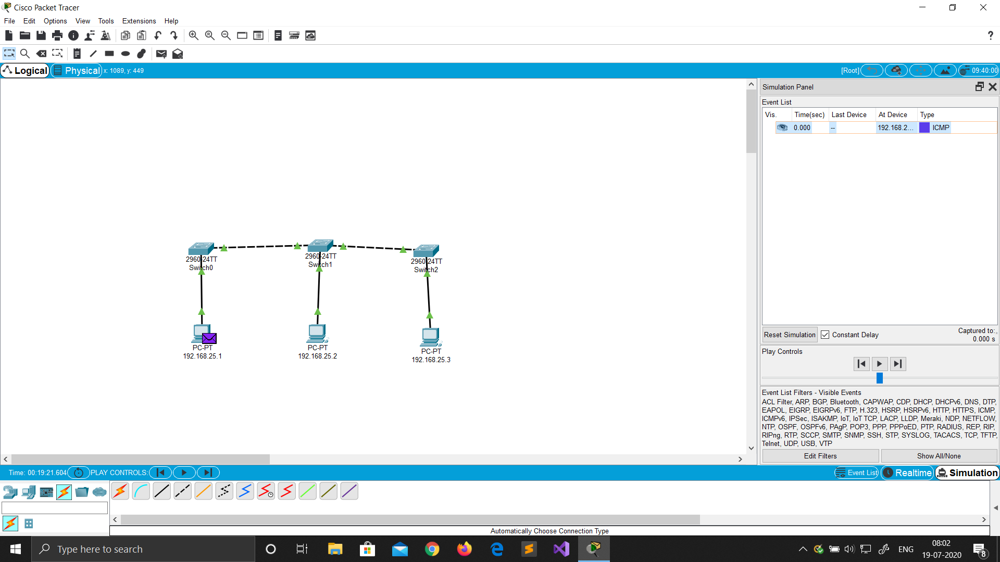 Cisco Packet Tracer
File Edit Options View Tools Extensions Help
?
Logical Physical x: 1089, y: 449 [Root] 09:40:00
Simulation Panel
Event List
Vis. Time(sec) Last Device At Device Type
0.000 -- 192.168.2... ICMP
2960-24TT
Switch0
2960-24TT
Switch1
2960-24TT
Switch2
PC-PT
192.168.25.1
PC-PT
192.168.25.2
PC-PT
192.168.25.3
Reset Simulation Constant Delay Captured to:
0.000 s
Play Controls
Event List Filters - Visible Events
ACL Filter, ARP, BGP, Bluetooth, CAPWAP, CDP, DHCP, DHCPv6, DNS, DTP,
EAPOL, EIGRP, EIGRPv6, FTP, H.323, HSRP, HSRPv6, HTTP, HTTPS, ICMP,
ICMPv6, IPSec, ISAKMP, IoT, IoT TCP, LACP, LLDP, Meraki, NDP, NETFLOW,
NTP, OSPF, OSPFv6, PAgP, POP3, PPP, PPPoED, PTP, RADIUS, REP, RIP,
RIPng, RTP, SCCP, SMTP, SNMP, SSH, STP, SYSLOG, TACACS, TCP, TFTP,
Telnet, UDP, USB, VTP
Edit Filters Show All/None
Time: 00:19:21.604 PLAY CONTROLS: Event List Realtime Simulation
Automatically Choose Connection Type
Type here to search
ENG 08:02
19-07-2020
8